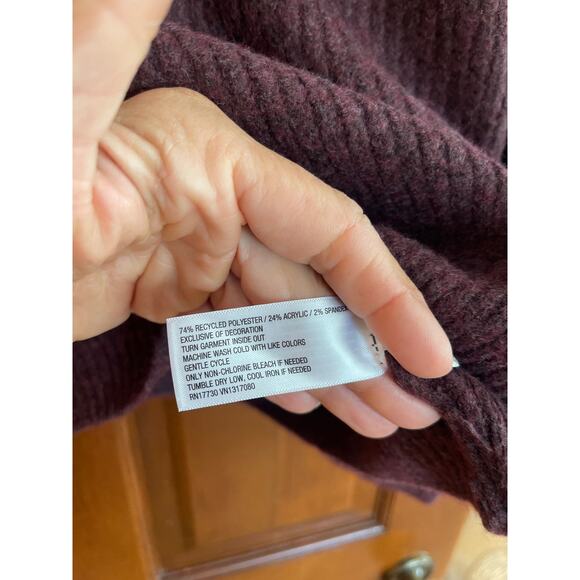 74% RECYCLED POLYESTER / 24% ACRYLIC / 2% SPANDEX
EXCLUSIVE OF DECORATION
TURN GARMENT INSIDE OUT
MACHINE WASH COLD WITH LIKE COLORS
GENTLE CYCLE
ONLY NON-CHLORINE BLEACH IF NEEDED
TUMBLE DRY LOW, COOL IRON IF NEEDED
RN17730 VN1317080